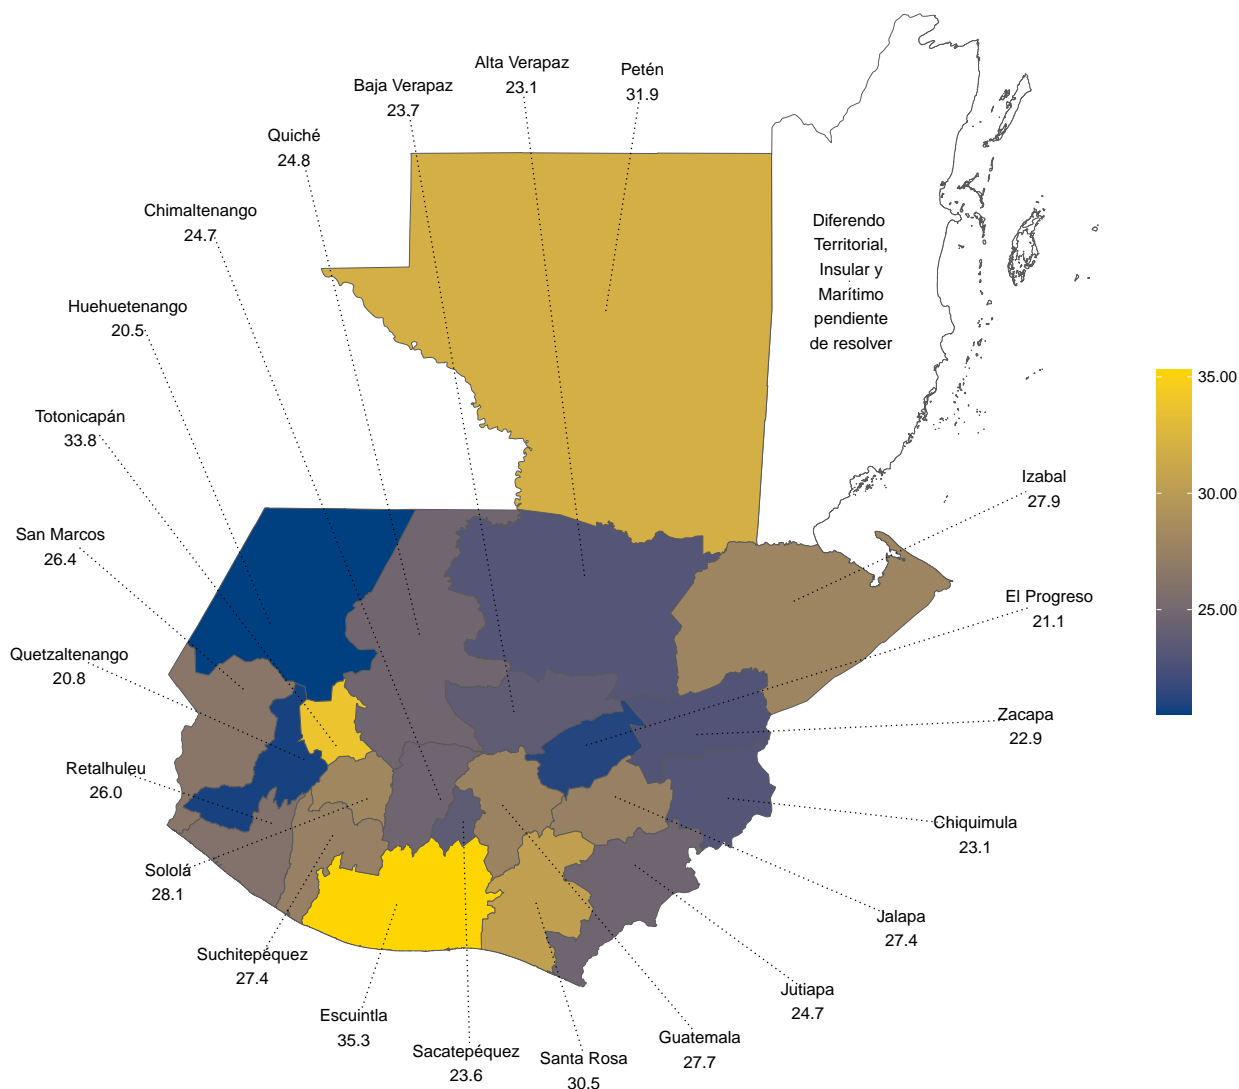 Alta Verapaz
23.1
Petén
31.9
Baja Verapaz
23.7
Quiché
24.8
Chimaltenango
24.7
Diferendo
Territorial,
Insular y
Marítimo
pendiente
de resolver
Huehuetenango
20.5
Totonicapán
33.8
San Marcos
26.4
Quetzaltenango
20.8
Retalhuleu
26.0
Sololá
28.1
Suchitepéquez
27.4
Escuintla
35.3
Sacatepéquez
23.6
Santa Rosa
30.5
Guatemala
27.7
Jutiapa
24.7
Jalapa
27.4
Chiquimula
23.1
Zacapa
22.9
El Progreso
21.1
Izabal
27.9
35.00
30.00
25.00